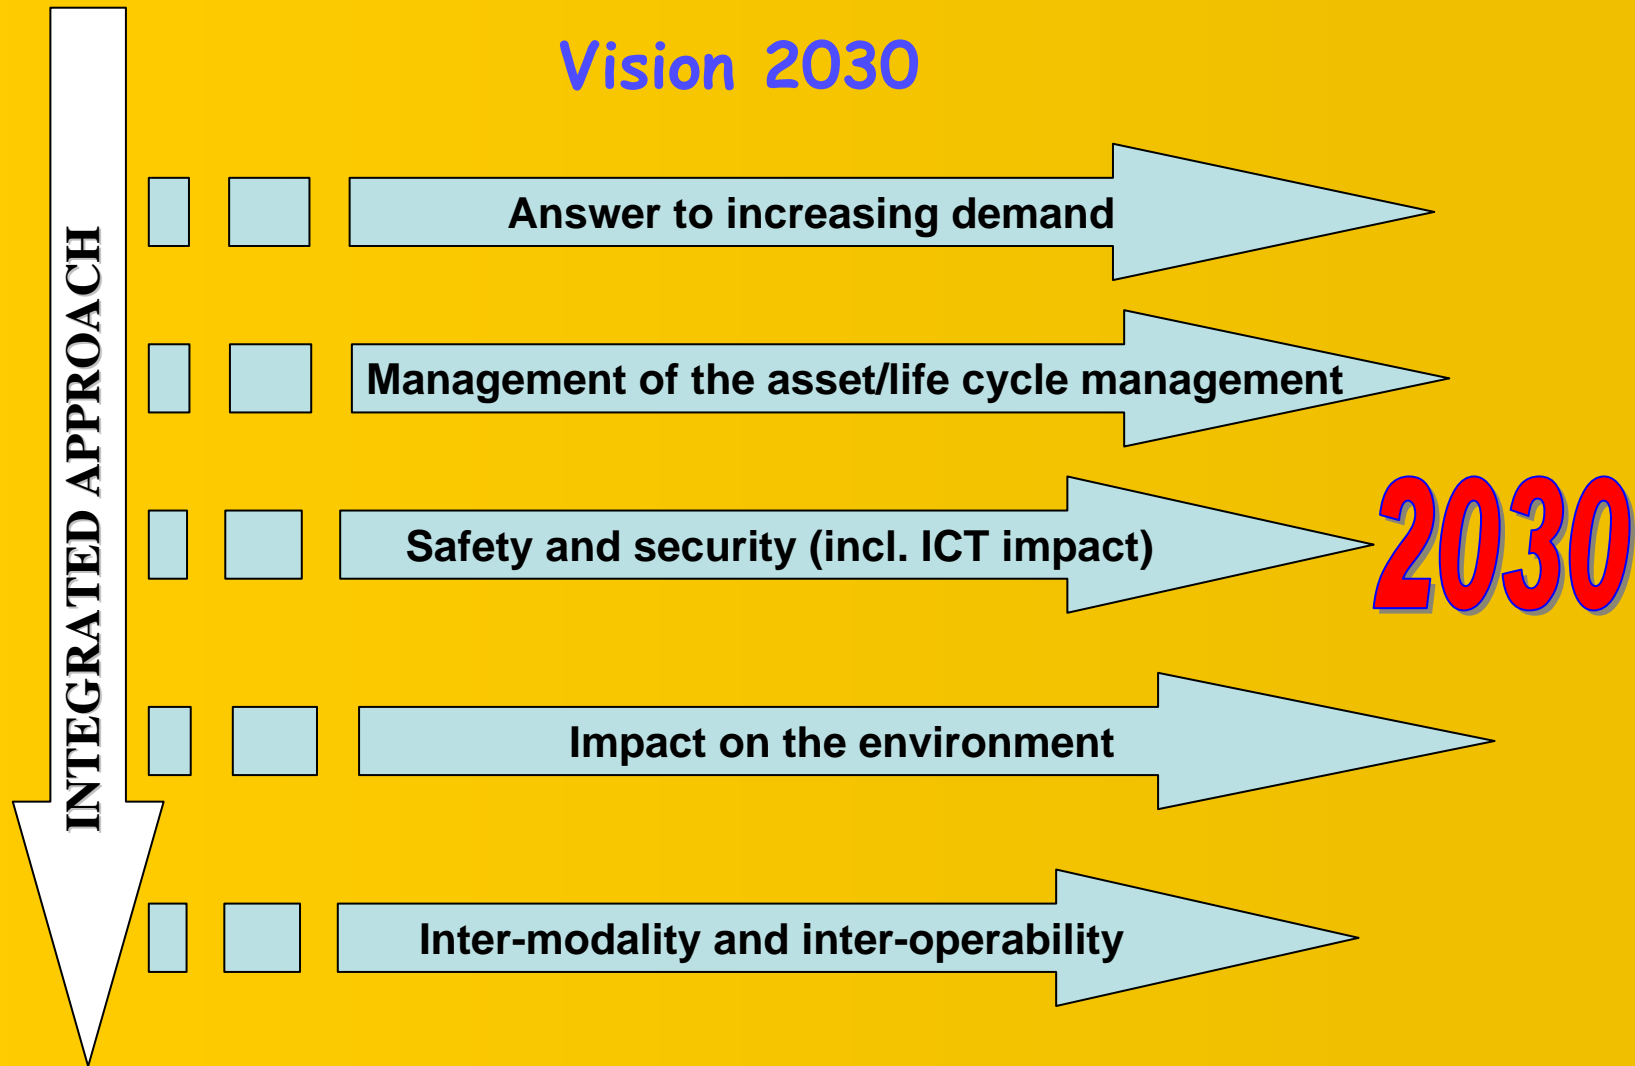 Vision 2030
INTEGRATED APPROACH
Answer to increasing demand
Management of the asset/life cycle management
Safety and security (incl. ICT impact)
2030
Impact on the environment
Inter-modality and inter-operability